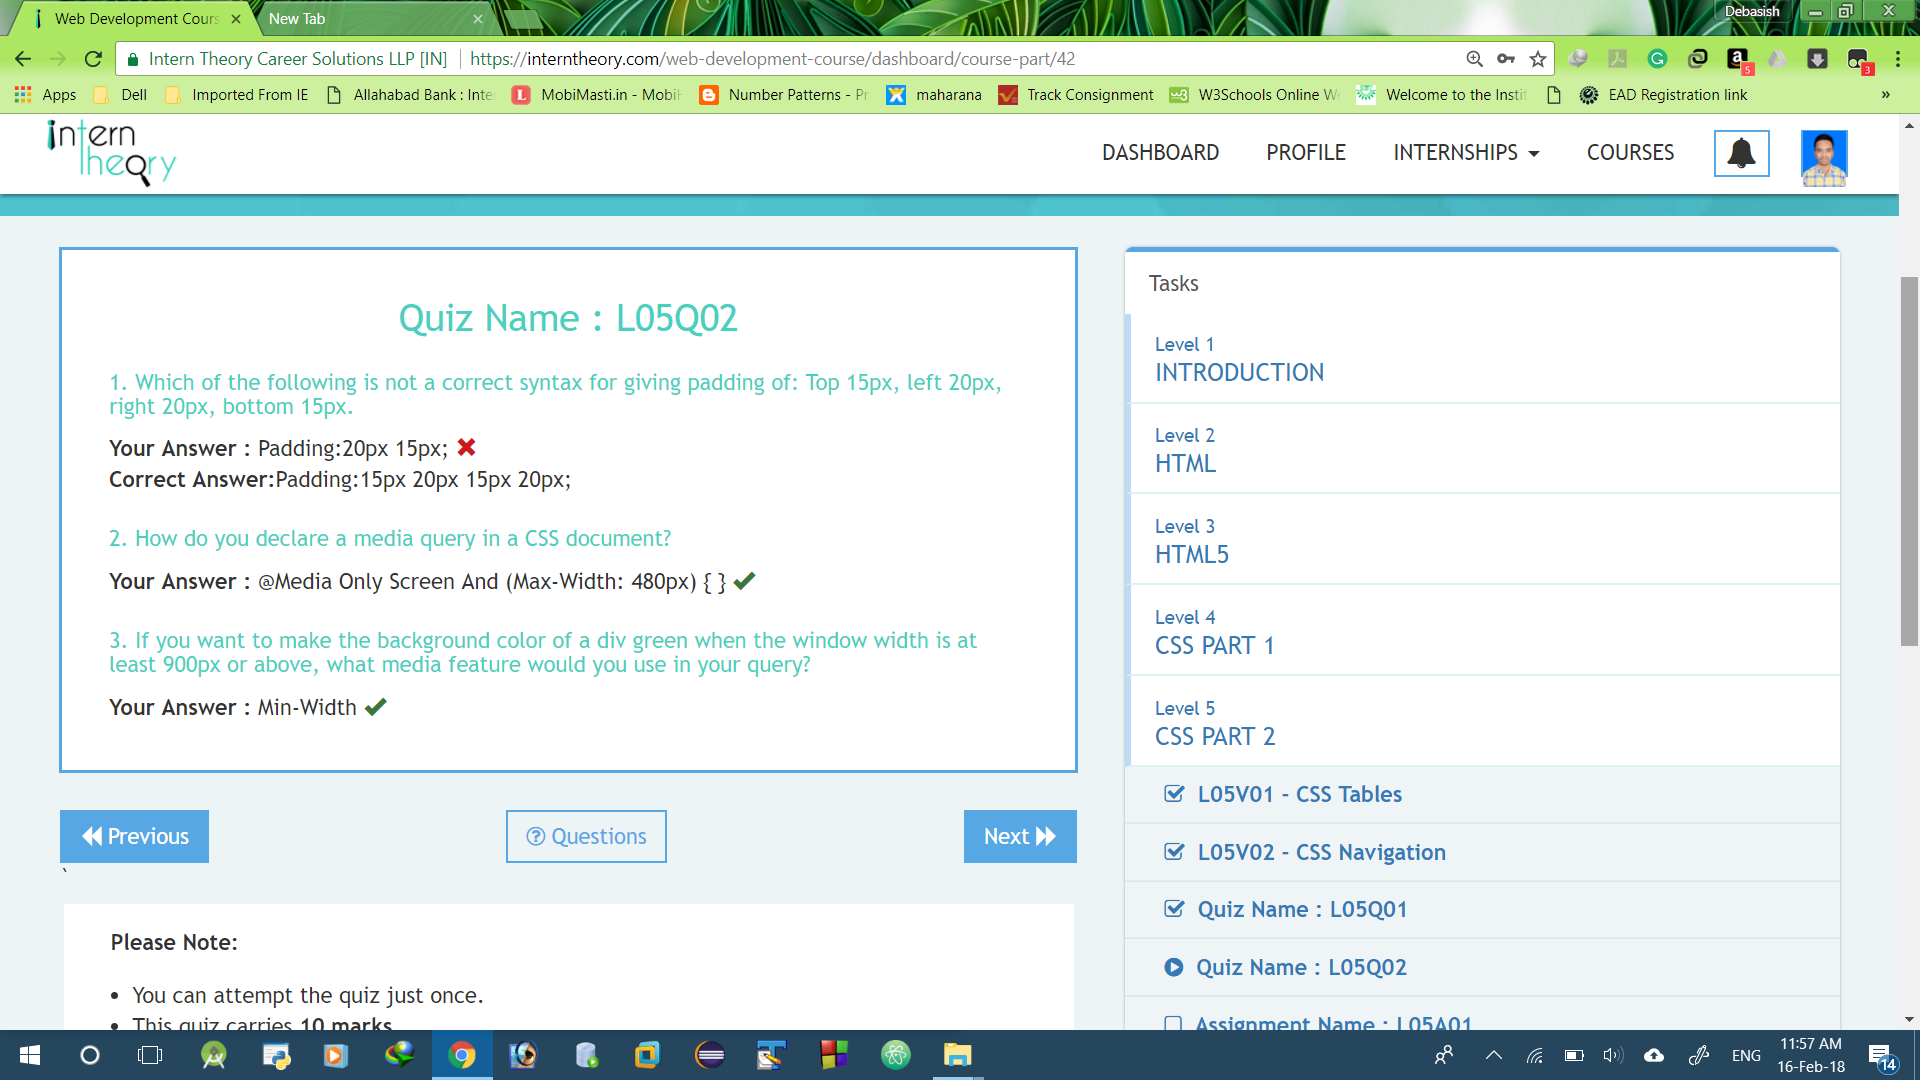 Web Development Cours
New Tab
Debasish
Intern Theory Career Solutions LLP [IN]
https://interntheory.com/web-development-course/dashboard/course-part/42
5
3
Apps
Dell
Imported From IE
Allahabad Bank : Inte
MobiMasti.in - Mobi
Number Patterns - Pr
maharana
Track Consignment
W3Schools Online W
Welcome to the Instit
EAD Registration link
»
intern
theory
DASHBOARD
PROFILE
INTERNSHIPS
COURSES
Quiz Name : L05Q02
1. Which of the following is not a correct syntax for giving padding of: Top 15px, left 20px,
right 20px, bottom 15px.
Your Answer : Padding:20px 15px;
Correct Answer:Padding:15px 20px 15px 20px;
2. How do you declare a media query in a CSS document?
Your Answer : @Media Only Screen And (Max-Width: 480px) { }
3. If you want to make the background color of a div green when the window width is at
least 900px or above, what media feature would you use in your query?
Your Answer : Min-Width
Previous
Questions
Next
`
Please Note:
• You can attempt the quiz just once.
• This quiz carries 10 marks
Tasks
Level 1
INTRODUCTION
Level 2
HTML
Level 3
HTML5
Level 4
CSS PART 1
Level 5
CSS PART 2
L05V01 - CSS Tables
L05V02 - CSS Navigation
Quiz Name : L05Q01
Quiz Name : L05Q02
Assignment Name : L05A01
ENG
11:57 AM
16-Feb-18
14